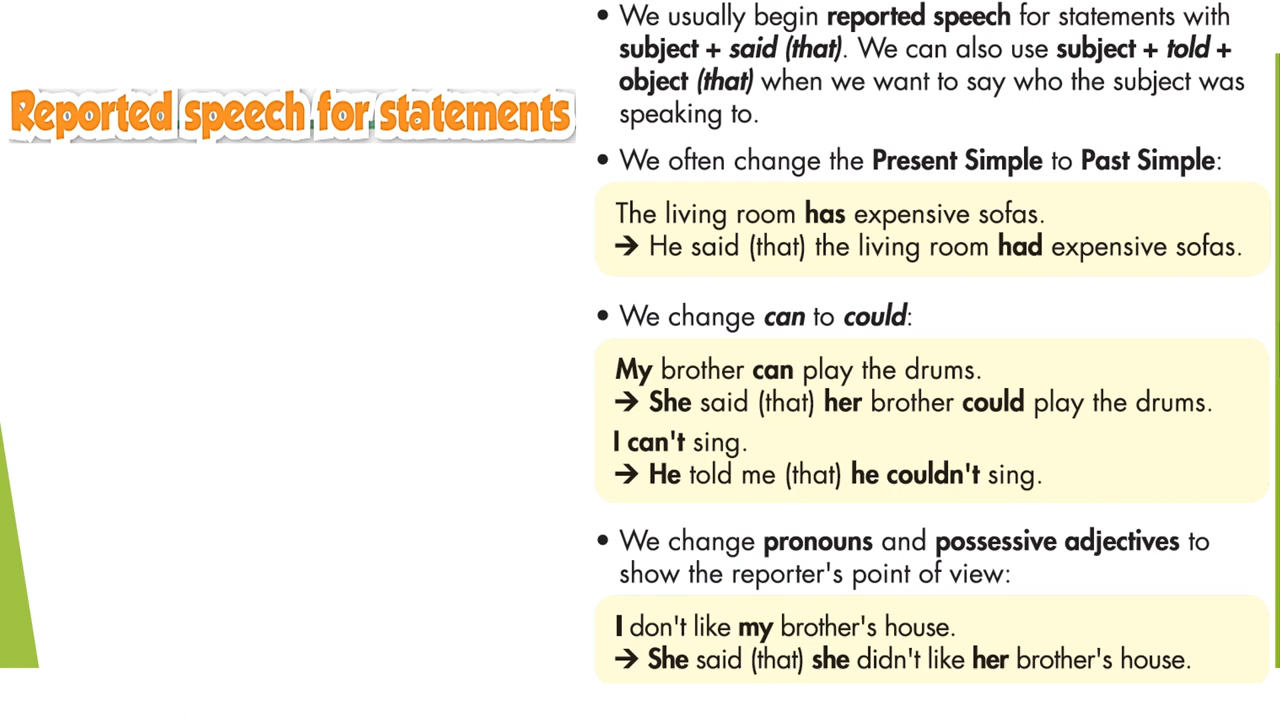 Reported speech for statements
• We usually begin reported speech for statements with
subject + said (that). We can also use subject + told +
object (that) when we want to say who the subject was
speaking to.
• We often change the Present Simple to Past Simple:
The living room has expensive sofas.
→ He said (that) the living room had expensive sofas.
• We change can to could:
My brother can play the drums.
→ She said (that) her brother could play the drums.
I can't sing.
→ He told me (that) he couldn't sing.
• We change pronouns and possessive adjectives to
show the reporter's point of view:
I don't like my brother's house.
→ She said (that) she didn't like her brother's house.